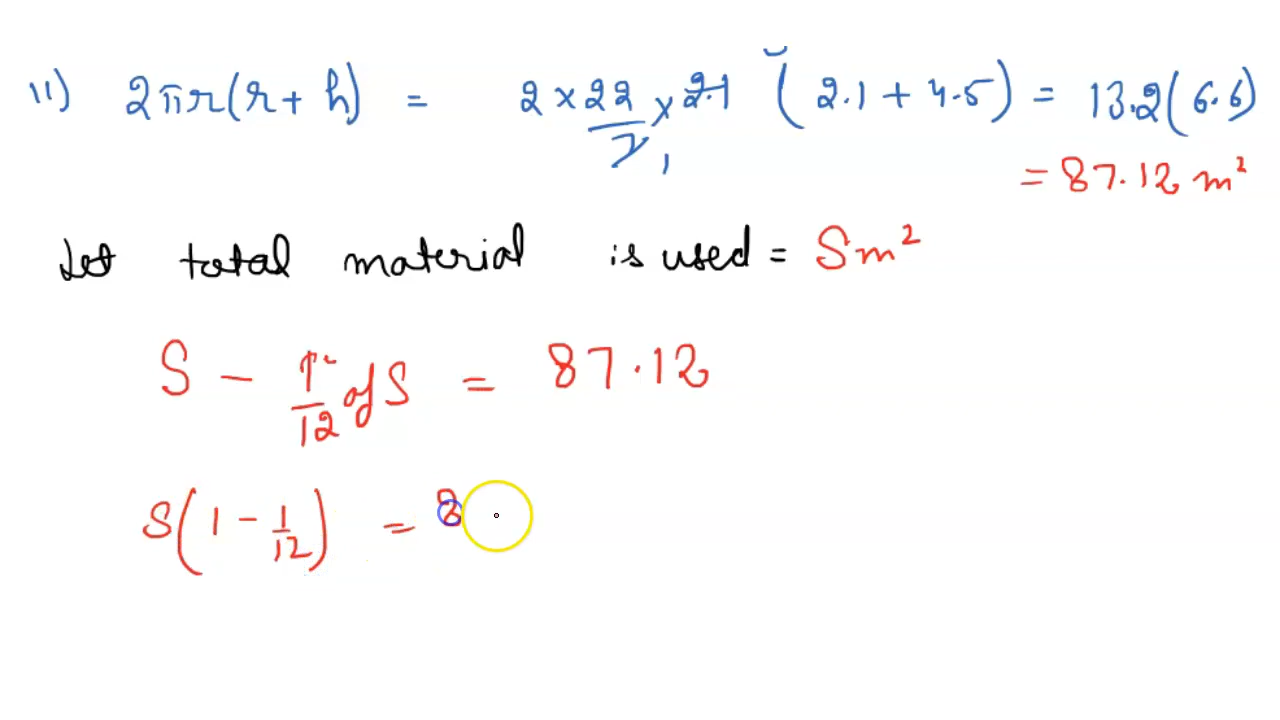 11) 2πr(r+h) = 2 × 22/7 × 2.1 (2.1 + 4.5) = 13.2(6.6)
= 87.12 m²
Let total material is used = S m²
S - 1/12 of S = 87.12
S(1 - 1/12) = 8